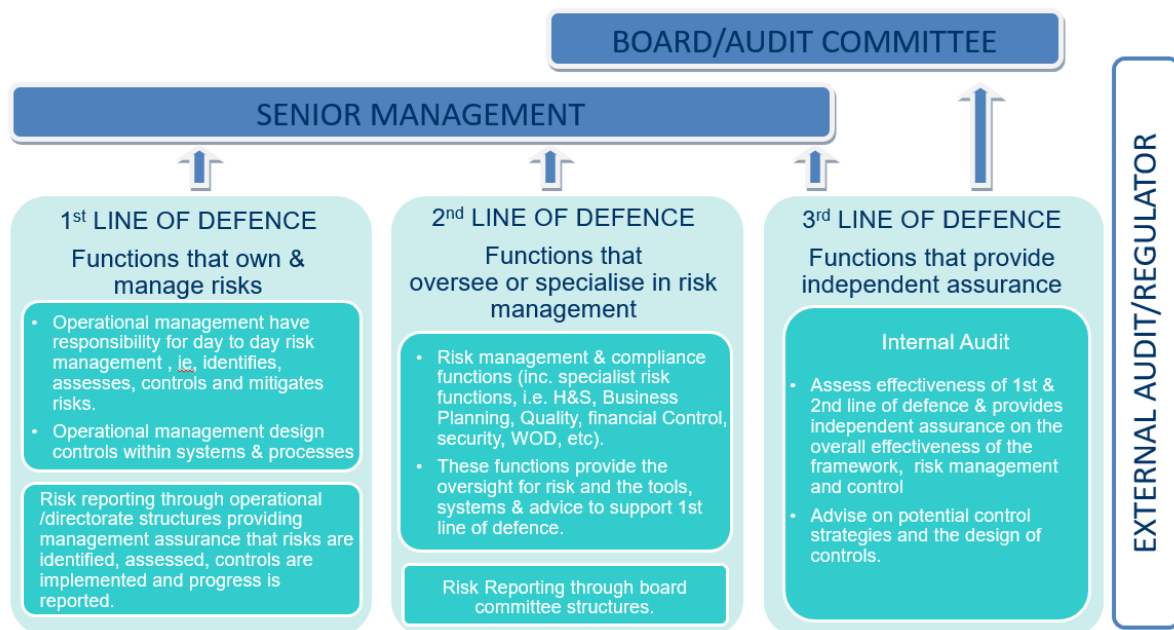 BOARD/AUDIT COMMITTEE
SENIOR MANAGEMENT
1st LINE OF DEFENCE
Functions that own &
manage risks
• Operational management have
responsibility for day to day risk
management , ie, identifies,
assesses, controls and mitigates
risks.
• Operational management design
controls within systems & processes
Risk reporting through operational
/directorate structures providing
management assurance that risks are
identified, assessed, controls are
implemented and progress is
reported.
2nd LINE OF DEFENCE
Functions that
oversee or specialise in risk
management
• Risk management & compliance
functions (inc. specialist risk
functions, i.e. H&S, Business
Planning, Quality, financial Control,
security, WOD, etc).
• These functions provide the
oversight for risk and the tools,
systems & advice to support 1st
line of defence.
Risk Reporting through board
committee structures.
3rd LINE OF DEFENCE
Functions that provide
independent assurance
Internal Audit
• Assess effectiveness of 1st &
2nd line of defence & provides
independent assurance on the
overall effectiveness of the
framework, risk management
and control
• Advise on potential control
strategies and the design of
controls.
EXTERNAL AUDIT/REGULATOR